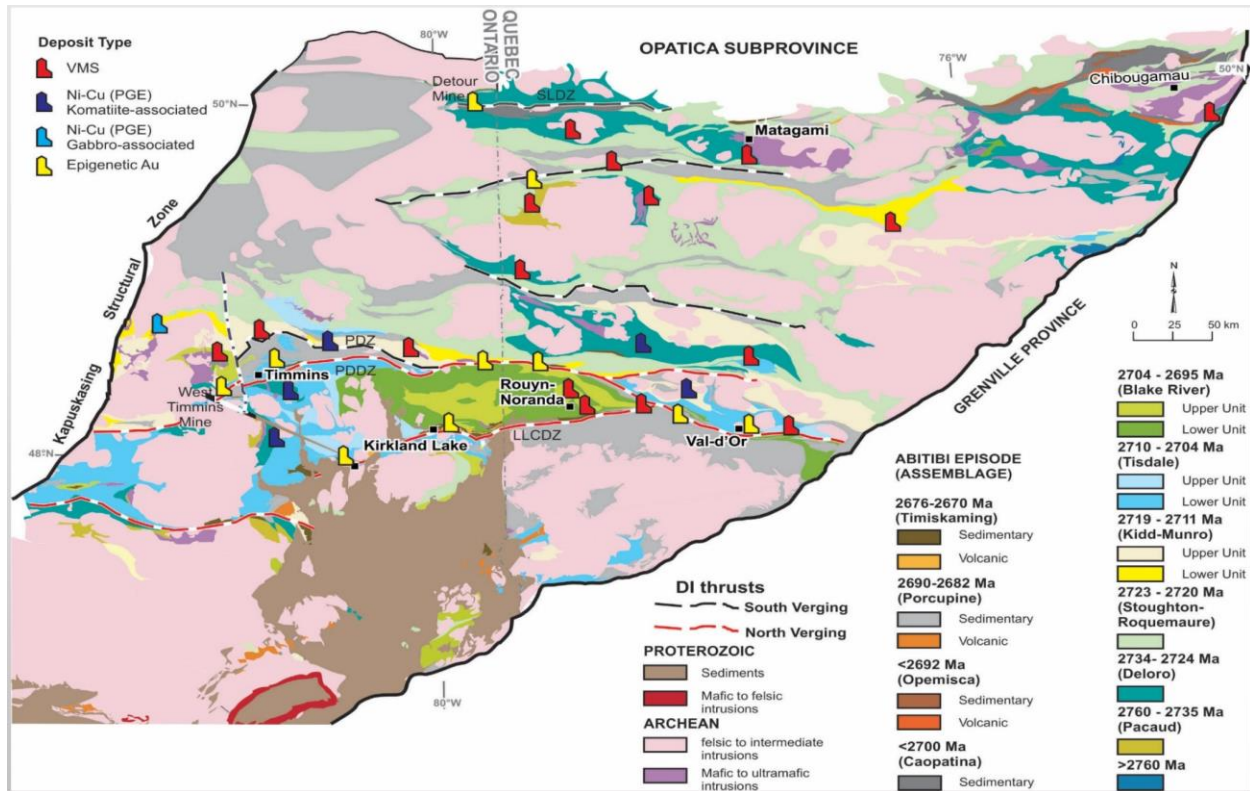 Deposit Type
VMS
Ni-Cu (PGE)
Komatiite-associated
Ni-Cu (PGE)
Gabbro-associated
Epigenetic Au
80°W
QUEBEC
ONTARIO
OPATICA SUBPROVINCE
76°W
50°N
50°N
Chibougamau
Detour
Mine
SLDZ
Matagami
Kapuskasing
Structural
Zone
PDZ
Timmins
PDDZ
West
Timmins
Mine
Rouyn-
Noranda
Kirkland Lake
LLCDZ
Val-d'Or
48°N
80°W
GRENVILLE PROVINCE
N
S
0 25 50 km
DI thrusts
South Verging
North Verging
PROTEROZOIC
Sediments
Mafic to felsic
intrusions
ARCHEAN
felsic to intermediate
intrusions
Mafic to ultramafic
intrusions
ABITIBI EPISODE
(ASSEMBLAGE)
2676-2670 Ma
(Timiskaming)
Sedimentary
Volcanic
2690-2682 Ma
(Porcupine)
Sedimentary
Volcanic
<2692 Ma
(Opemisca)
Sedimentary
Volcanic
<2700 Ma
(Caopatina)
Sedimentary
2704 - 2695 Ma
(Blake River)
Upper Unit
Lower Unit
2710 - 2704 Ma
(Tisdale)
Upper Unit
Lower Unit
2719 - 2711 Ma
(Kidd-Munro)
Upper Unit
Lower Unit
2723 - 2720 Ma
(Stoughton-
Roquemaure)
2734- 2724 Ma
(Deloro)
2760 - 2735 Ma
(Pacaud)
>2760 Ma